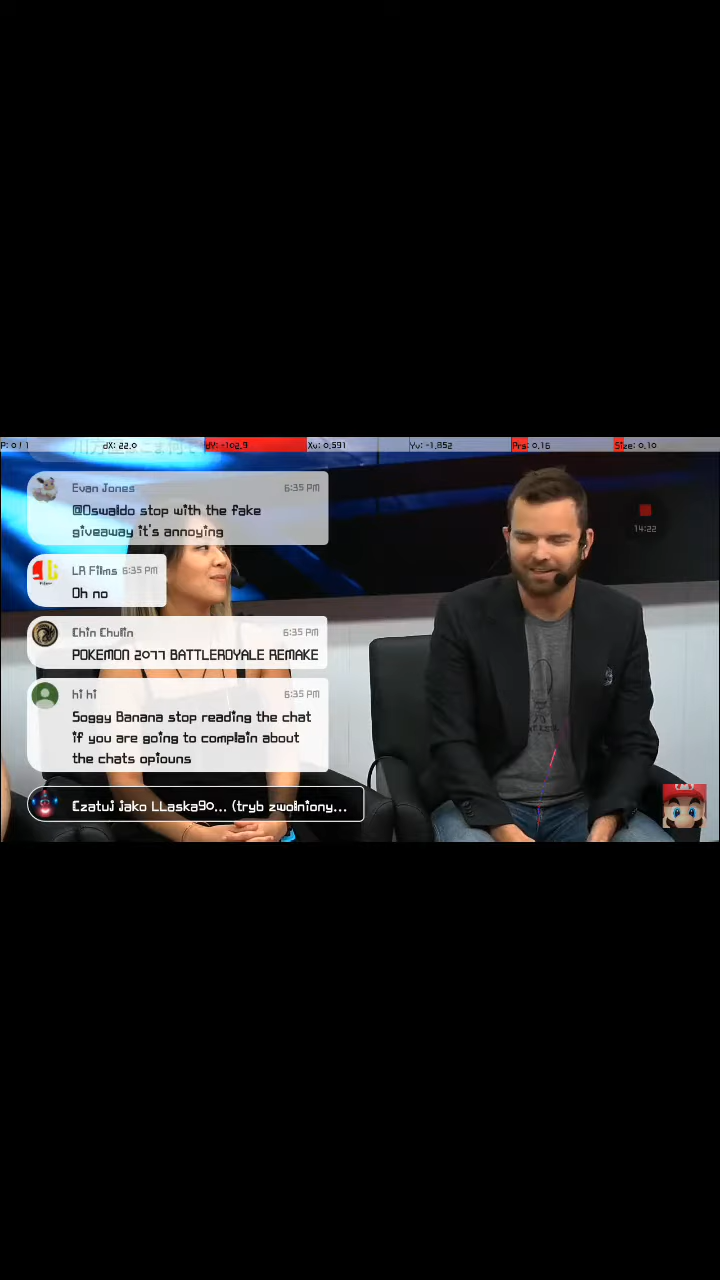 P: 0 / 1 dX: 22.0 dY: -102.9 Xv: 0.591 Yv: -1.852 Prs: 0.16 Size: 0.10
Evan Jones 6:35 PM
@Oswaldo stop with the fake
giveaway it's annoying
14:22
LR Films 6:35 PM
Oh no
Chin Chulin 6:35 PM
POKEMON 2077 BATTLEROYALE REMAKE
hi hi 6:35 PM
Soggy Banana stop reading the chat
if you are going to complain about
the chats opiouns
Czatuj jako LLaska90... (tryb zwolniony...